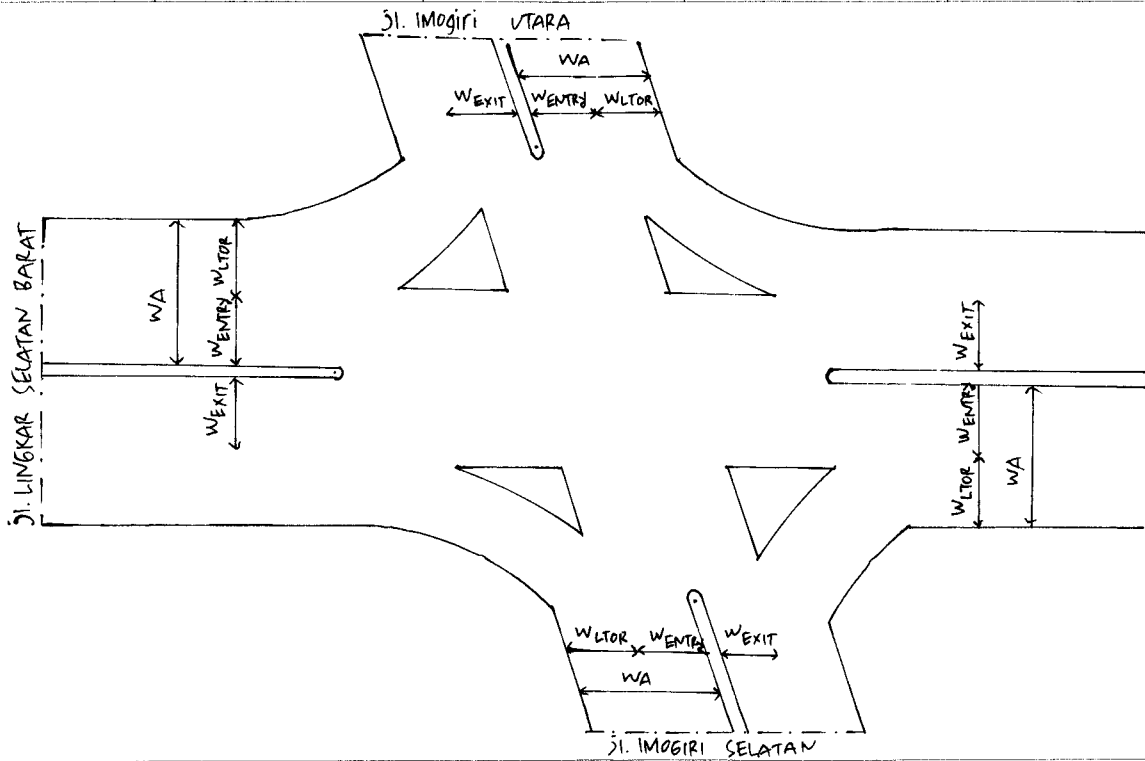 Jl. IMOgiri UTARA
WA
WEXIT
WENTRY
WLTOR
Jl. LINGKAR SELATAN BARAT
WA
WLTOR
WENTRY
WEXIT
WEXIT
WENTRY
WLTOR
WA
WLTOR
WENTRY
WEXIT
WA
Jl. IMOGIRI SELATAN